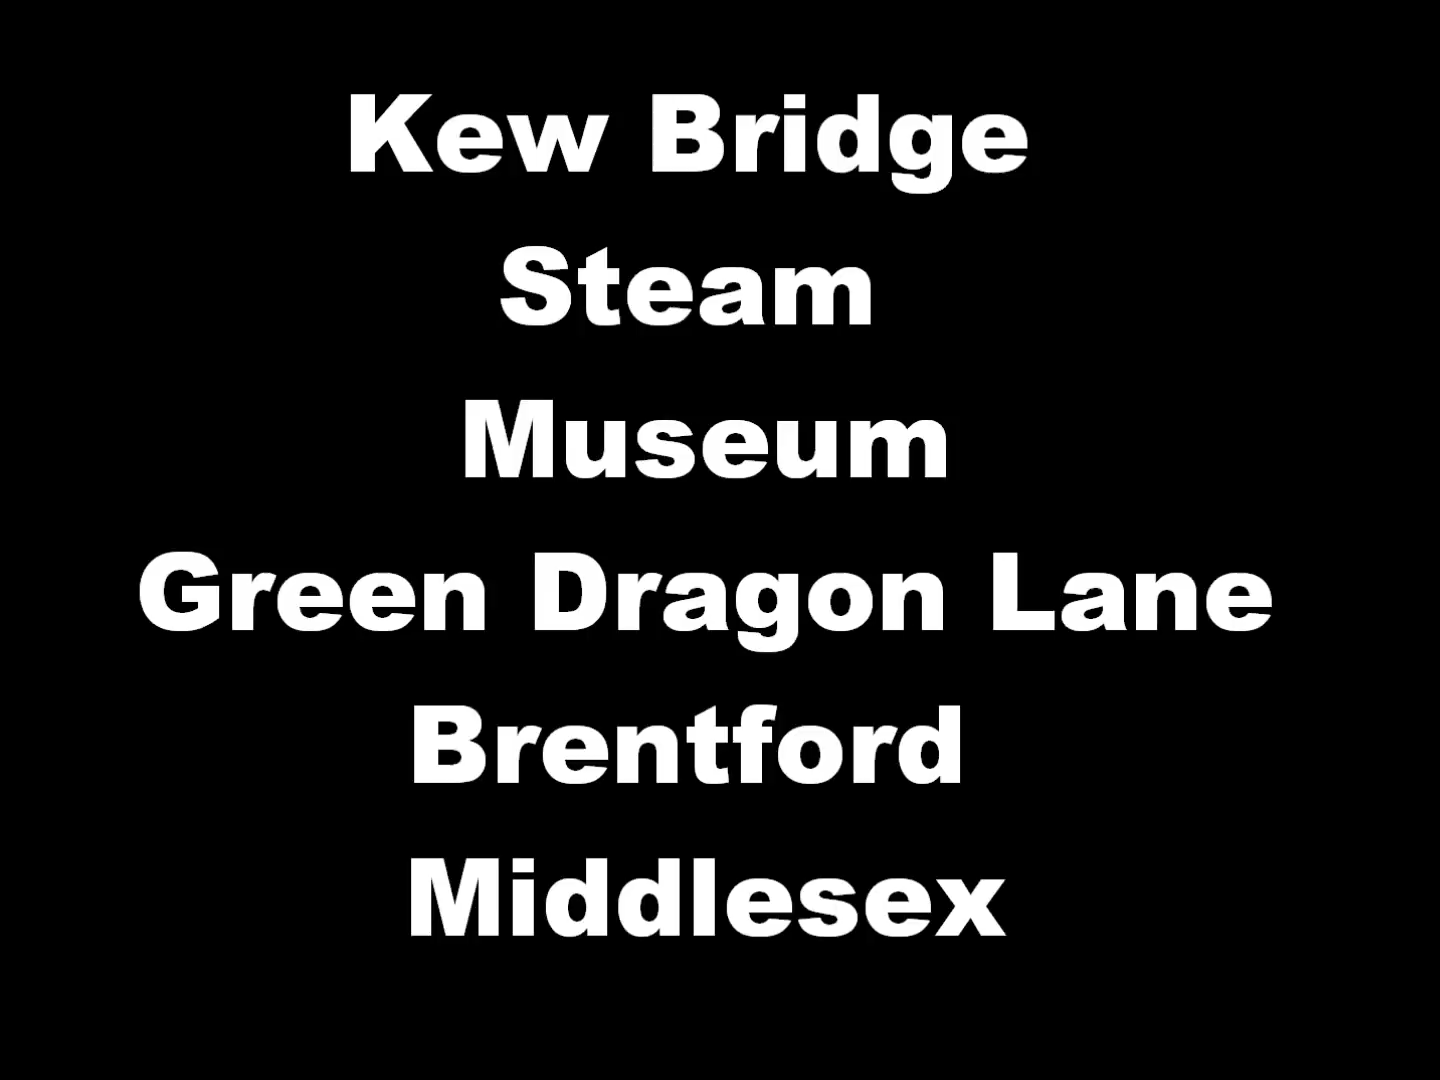 Kew Bridge
Steam
Museum
Green Dragon Lane
Brentford
Middlesex